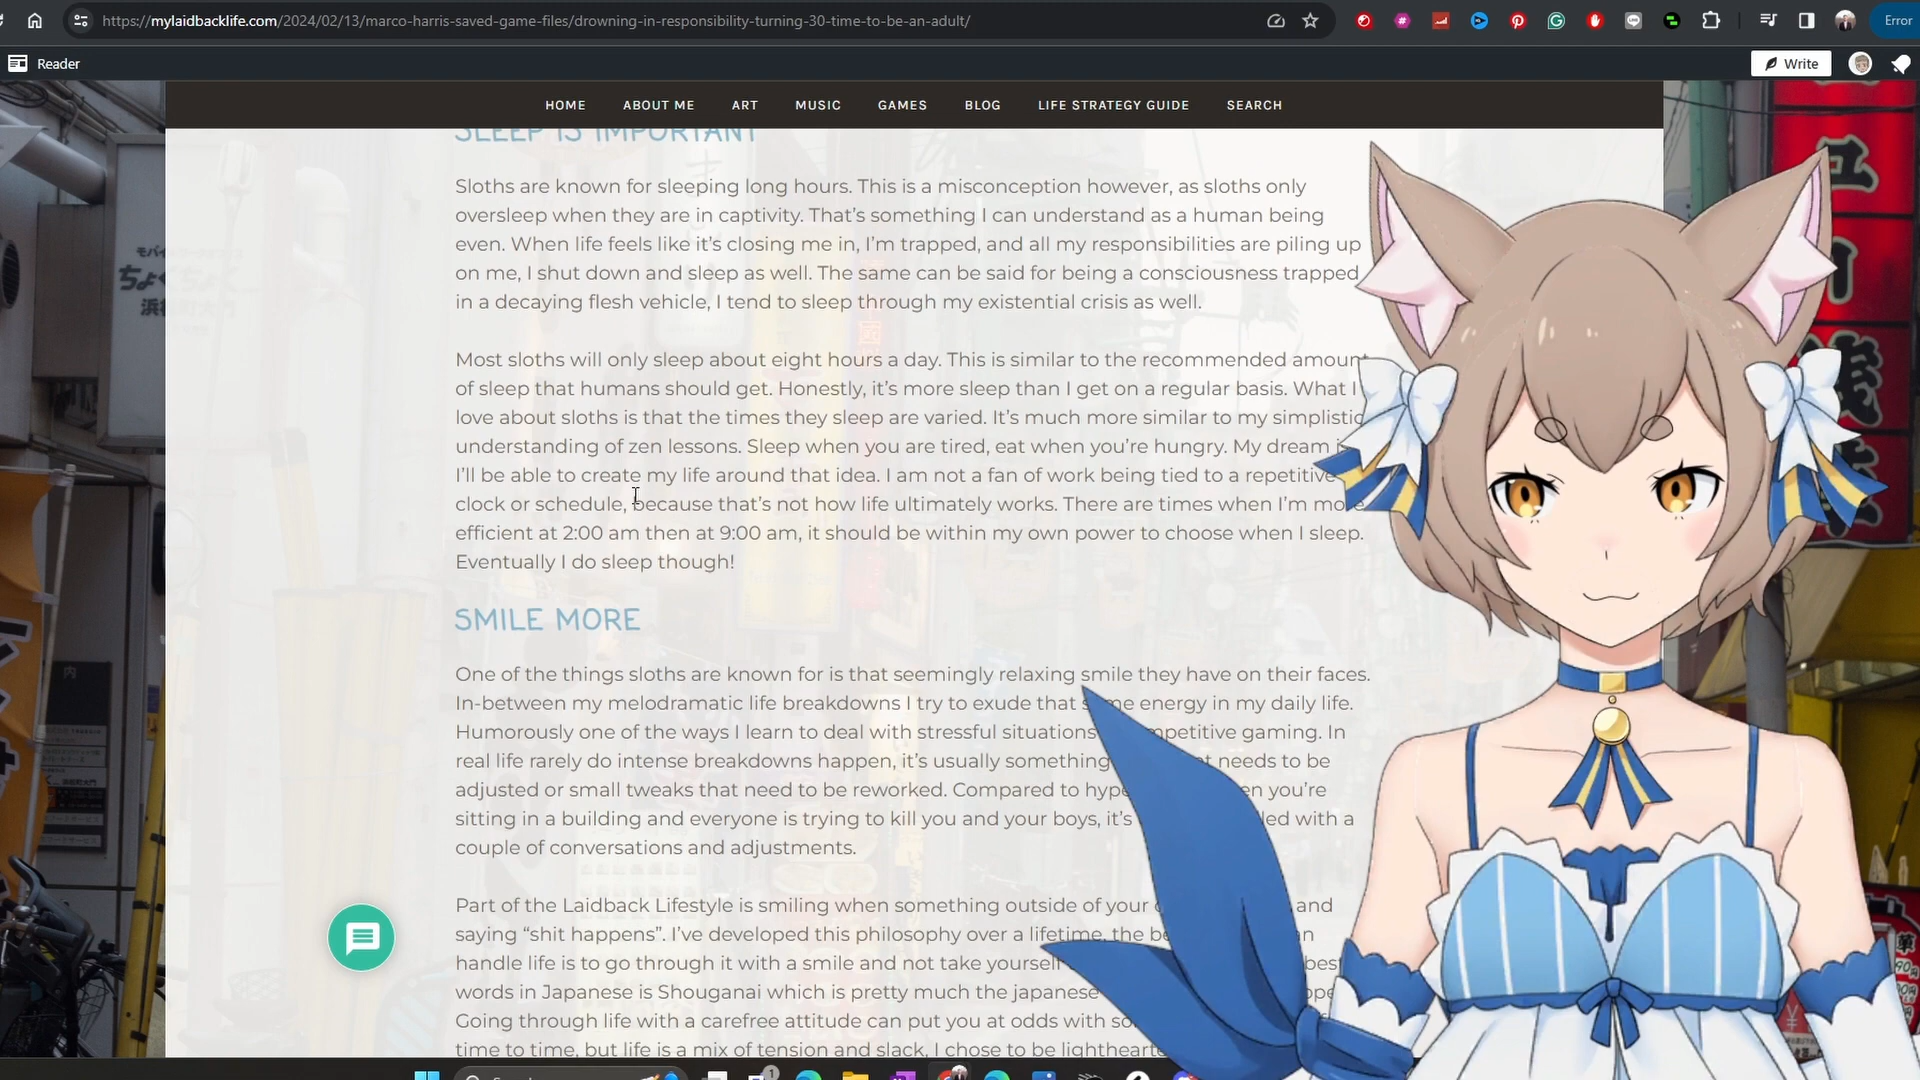 https://mylaidbacklife.com/2024/02/13/marco-harris-saved-game-files/drowning-in-responsibility-turning-30-time-to-be-an-adult/
Error
Reader
Write
HOME ABOUT ME ART MUSIC GAMES BLOG LIFE STRATEGY GUIDE SEARCH
SLEEP IS IMPORTANT
Sloths are known for sleeping long hours. This is a misconception however, as sloths only
oversleep when they are in captivity. That's something I can understand as a human being
even. When life feels like it's closing me in, I'm trapped, and all my responsibilities are piling up
on me, I shut down and sleep as well. The same can be said for being a consciousness trapped
in a decaying flesh vehicle, I tend to sleep through my existential crisis as well.
Most sloths will only sleep about eight hours a day. This is similar to the recommended amount
of sleep that humans should get. Honestly, it's more sleep than I get on a regular basis. What I
love about sloths is that the times they sleep are varied. It's much more similar to my simplistic
understanding of zen lessons. Sleep when you are tired, eat when you're hungry. My dream
I'll be able to create my life around that idea. I am not a fan of work being tied to a repetitive
clock or schedule, because that's not how life ultimately works. There are times when I'm more
efficient at 2:00 am then at 9:00 am, it should be within my own power to choose when I sleep.
Eventually I do sleep though!
SMILE MORE
One of the things sloths are known for is that seemingly relaxing smile they have on their faces.
In-between my melodramatic life breakdowns I try to exude that same energy in my daily life.
Humorously one of the ways I learn to deal with stressful situations mpetitive gaming. In
real life rarely do intense breakdowns happen, it's usually something needs to be
adjusted or small tweaks that need to be reworked. Compared to hype you're
sitting in a building and everyone is trying to kill you and your boys, it's led with a
couple of conversations and adjustments.
Part of the Laidback Lifestyle is smiling when something outside of your and
saying "shit happens". I've developed this philosophy over a lifetime, the
handle life is to go through it with a smile and not take yourself best
words in Japanese is Shouganai which is pretty much the japanese
Going through life with a carefree attitude can put you at odds with
time to time, but life is a mix of tension and slack, I chose to be